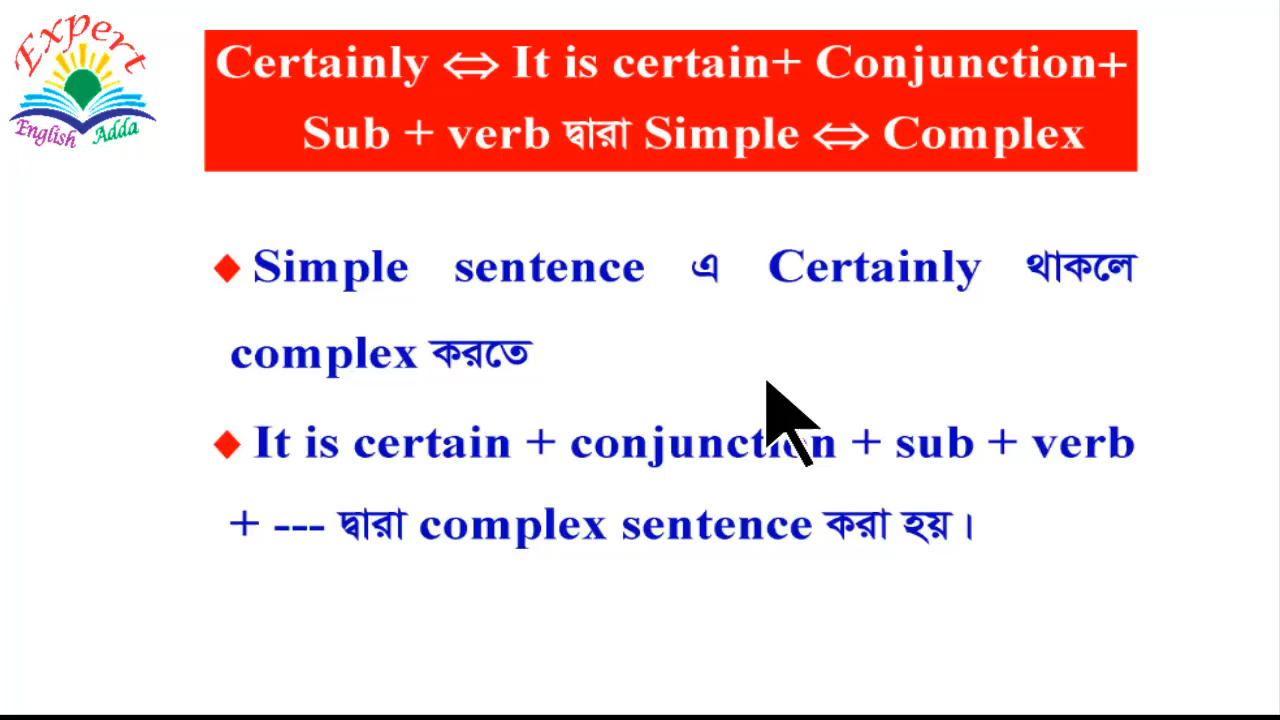 Expert
English Adda
Certainly ⇔ It is certain+ Conjunction+
Sub + verb দ্বারা Simple ⇔ Complex
Simple sentence এ Certainly থাকলে
complex করতে
It is certain + conjunction + sub + verb
+ --- দ্বারা complex sentence করা হয়।